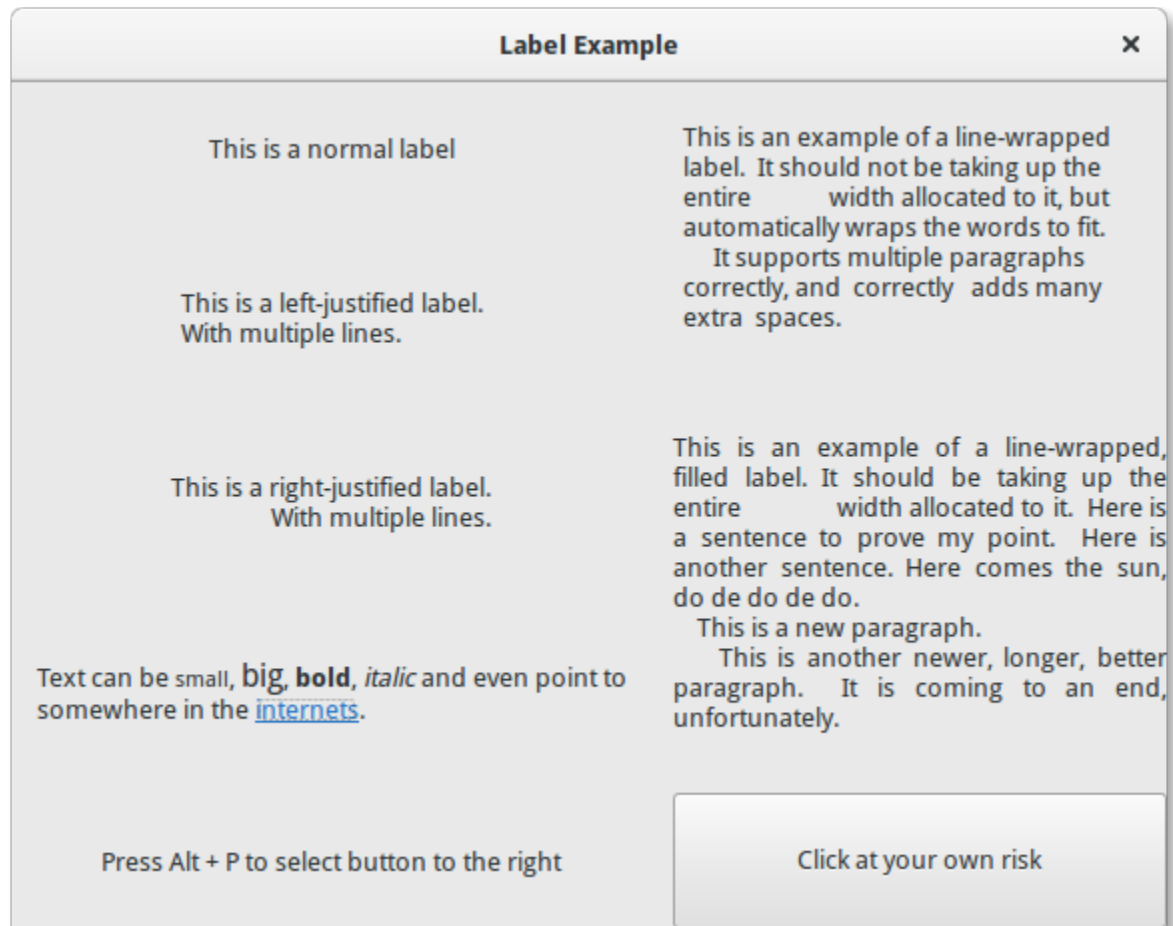 Label Example
This is a normal label
This is a left-justified label.
With multiple lines.
This is a right-justified label.
With multiple lines.
Text can be small, big, bold, italic and even point to
somewhere in the internets.
Press Alt + P to select button to the right
This is an example of a line-wrapped
label.  It should not be taking up the
entire          width allocated to it, but
automatically wraps the words to fit.
    It supports multiple paragraphs
correctly, and  correctly  adds many
extra  spaces.
This is an example of a line-wrapped,
filled label. It should be taking up the
entire          width allocated to it.  Here is
a sentence to prove my point.  Here is
another sentence. Here comes the sun,
do de do de do.
   This is a new paragraph.
    This is another newer, longer, better
paragraph.  It is coming to an end,
unfortunately.
Click at your own risk